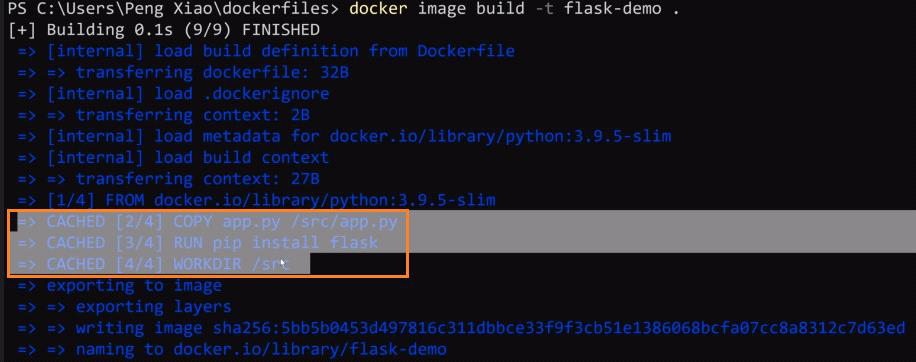 PS C:\Users\Peng Xiao\dockerfiles> docker image build -t flask-demo .
[+] Building 0.1s (9/9) FINISHED
=> [internal] load build definition from Dockerfile
=> => transferring dockerfile: 32B
=> [internal] load .dockerignore
=> => transferring context: 2B
=> [internal] load metadata for docker.io/library/python:3.9.5-slim
=> [internal] load build context
=> => transferring context: 27B
=> [1/4] FROM docker.io/library/python:3.9.5-slim
=> CACHED [2/4] COPY app.py /src/app.py
=> CACHED [3/4] RUN pip install flask
=> CACHED [4/4] WORKDIR /src
=> exporting to image
=> => exporting layers
=> => writing image sha256:5bb5b0453d497816c311dbbce33f9f3cb51e1386068bcfa07cc8a8312c7d63ed
=> => naming to docker.io/library/flask-demo